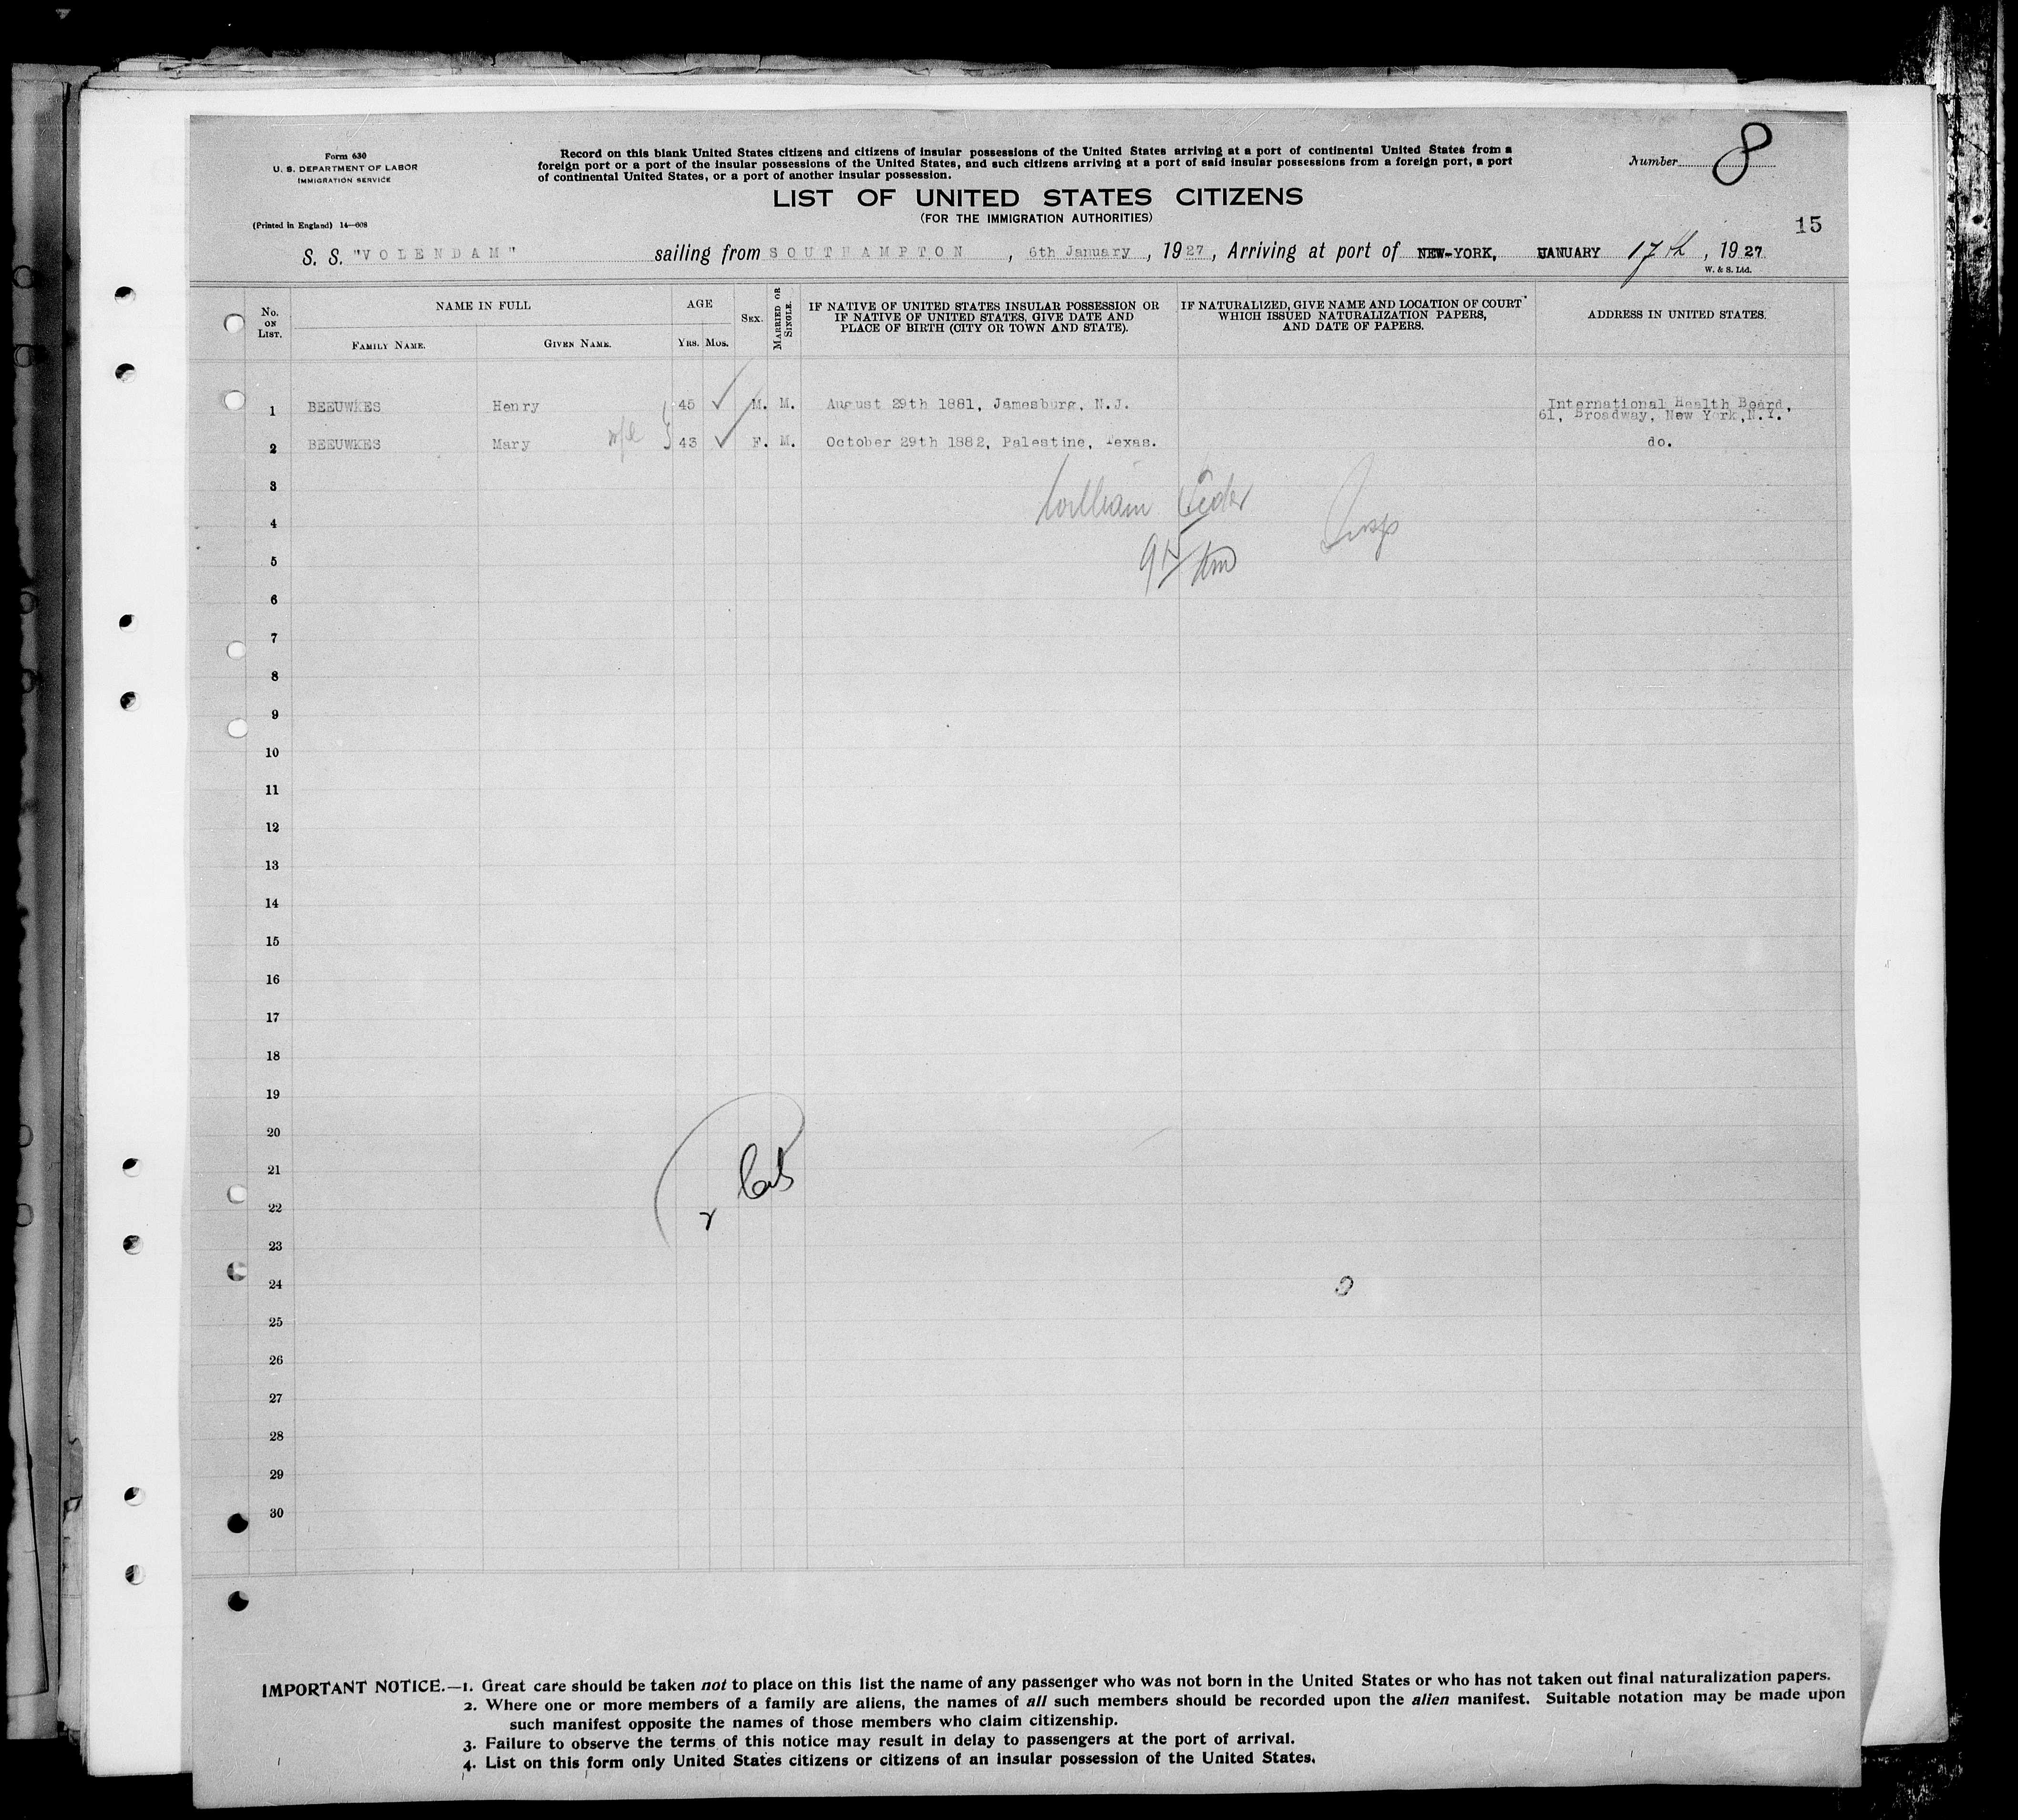 Form 630
U. S. DEPARTMENT OF LABOR
IMMIGRATION SERVICE
(Printed in England) 14—608
Record on this blank United States citizens and citizens of insular possessions of the United States arriving at a port of continental United States from a
foreign port or a port of the insular possessions of the United States, and such citizens arriving at a port of said insular possessions from a foreign port, a port
of continental United States, or a port of another insular possession.
Number 8
LIST OF UNITED STATES CITIZENS
(FOR THE IMMIGRATION AUTHORITIES)
15
S. S. "VOLENDAM" sailing from SOUTHAMPTON, 6th January, 1927, Arriving at port of NEW-YORK, JANUARY 17th, 1927
W. & S. Ltd.
No. ON LIST. NAME IN FULL AGE SEX. MARRIED OR SINGLE. IF NATIVE OF UNITED STATES INSULAR POSSESSION OR IF NATIVE OF UNITED STATES, GIVE DATE AND PLACE OF BIRTH (CITY OR TOWN AND STATE). IF NATURALIZED, GIVE NAME AND LOCATION OF COURT WHICH ISSUED NATURALIZATION PAPERS, AND DATE OF PAPERS. ADDRESS IN UNITED STATES.
FAMILY NAME. GIVEN NAME. YRS. MOS.
1 BEEUWKES Henry 45 M. M. August 29th 1881, Jamesburg, N.J. International Health Board,
61, Broadway, New York,N.Y.
2 BEEUWKES Mary 43 F. M. October 29th 1882, Palestine, Texas. do.
3
William
4
Insp
5
6
7
8
9
10
11
12
13
14
15
16
17
18
19
20
21
22
23
24
25
26
27
28
29
30
IMPORTANT NOTICE.—1. Great care should be taken not to place on this list the name of any passenger who was not born in the United States or who has not taken out final naturalization papers.
2. Where one or more members of a family are aliens, the names of all such members should be recorded upon the alien manifest. Suitable notation may be made upon
such manifest opposite the names of those members who claim citizenship.
3. Failure to observe the terms of this notice may result in delay to passengers at the port of arrival.
4. List on this form only United States citizens or citizens of an insular possession of the United States.